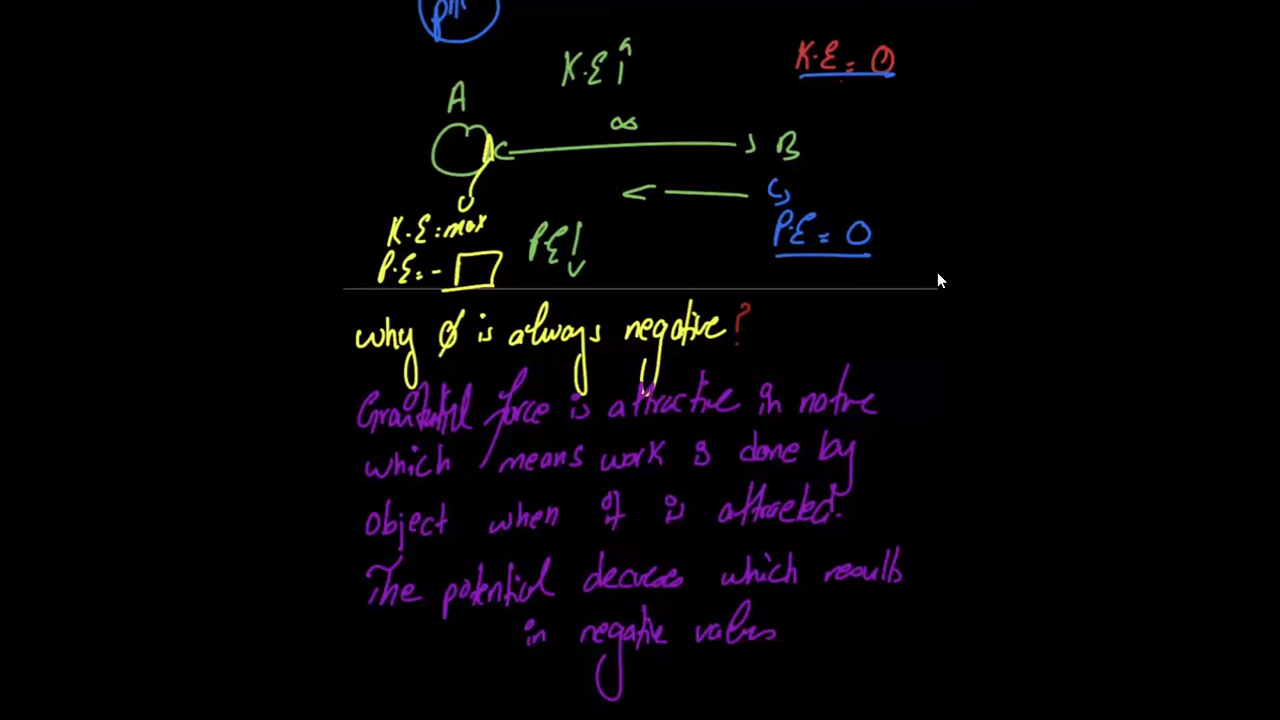 K.E↑
K.E = 0
A
∞
B
K.E = max
P.E = -
P.E↓
P.E = 0
why φ is always negative?
Gravitational force is attractive in nature
which means work is done by
object when it is attracted.
The potential decreases which results
in negative values